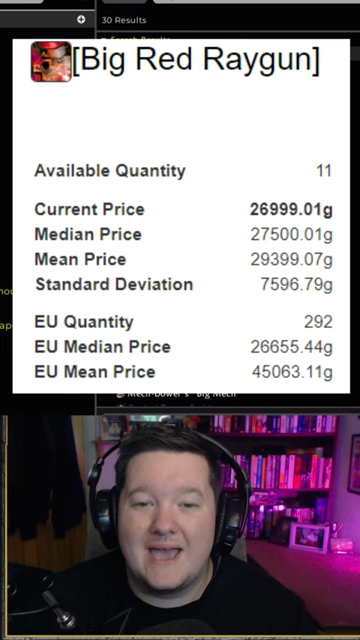 30 Results
[Big Red Raygun]
Available Quantity 11
Current Price 26999.01g
Median Price 27500.01g
Mean Price 29399.07g
Standard Deviation 7596.79g
EU Quantity 292
EU Median Price 26655.44g
EU Mean Price 45063.11g